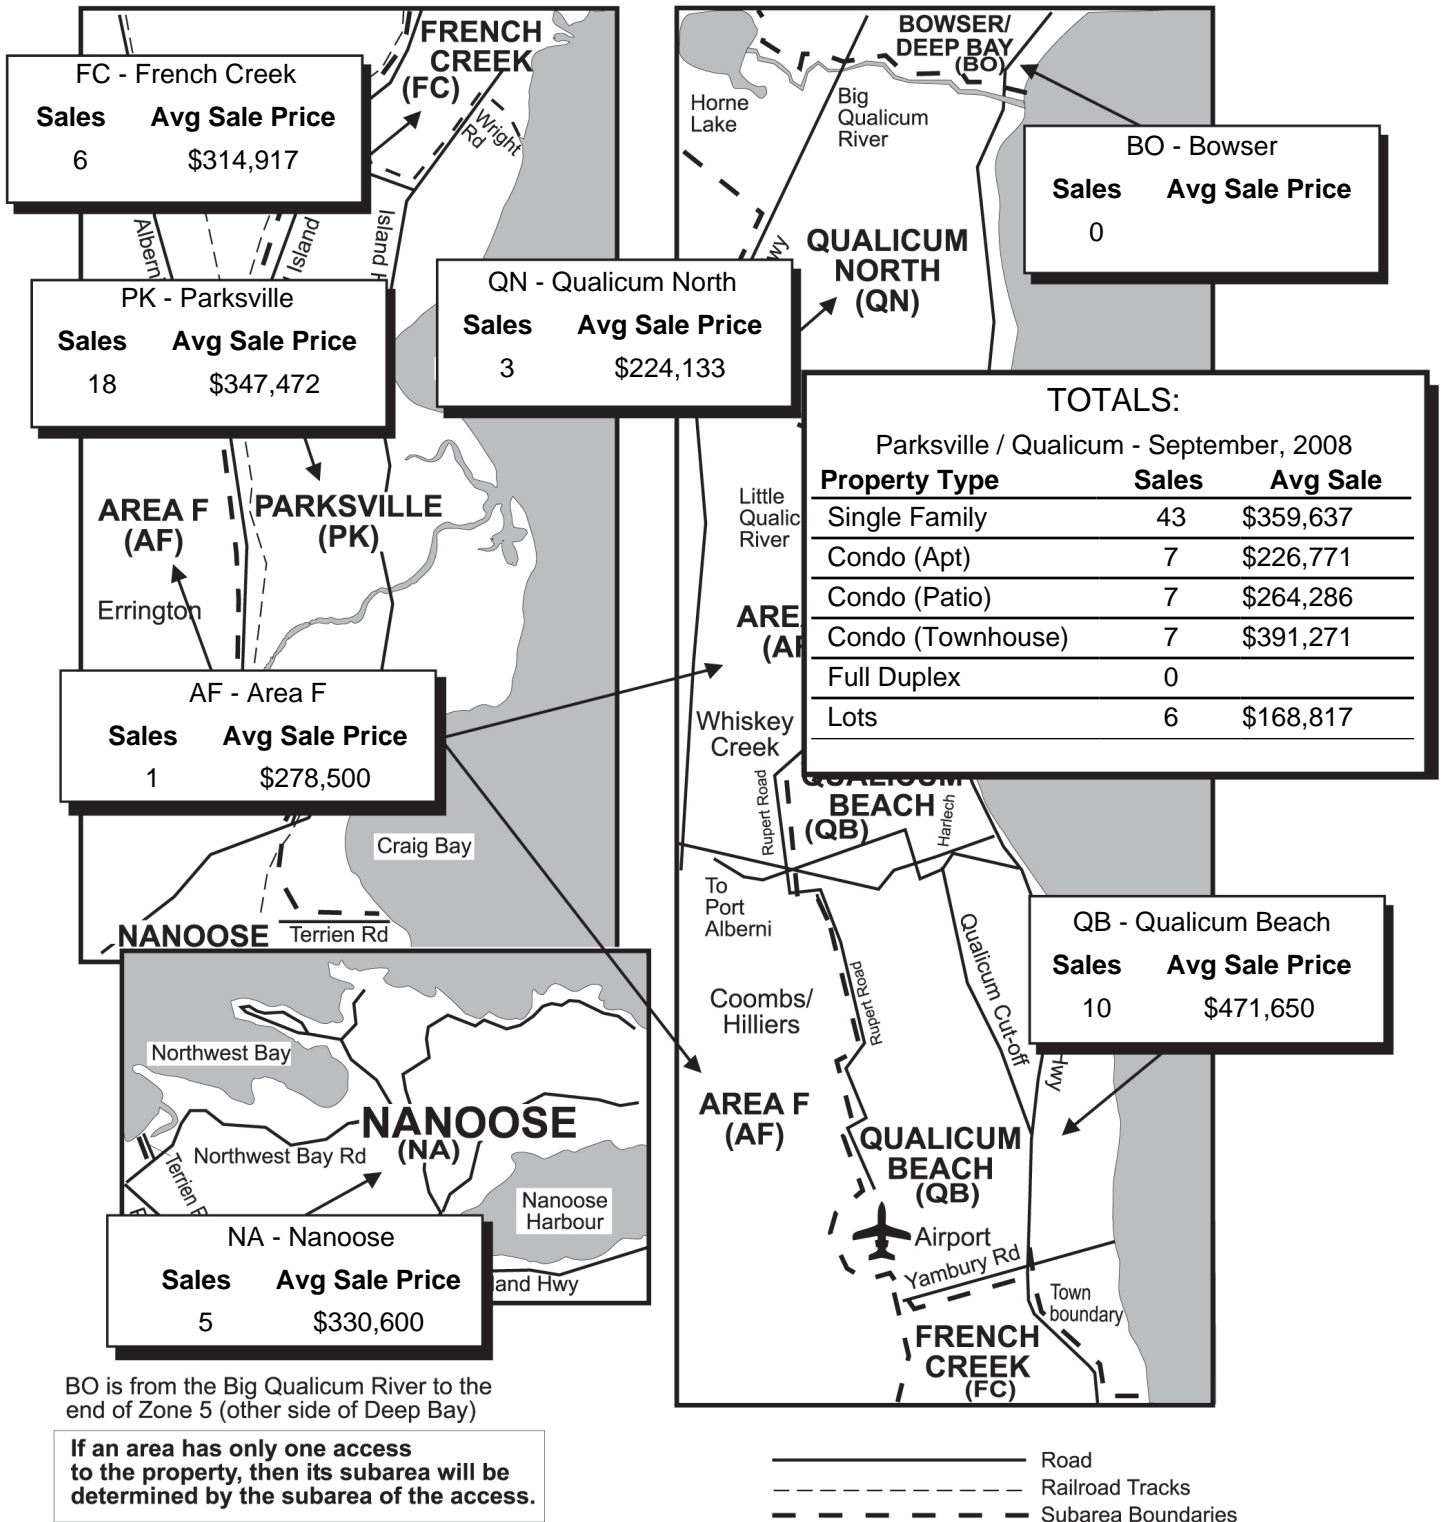 FRENCH
CREEK
(FC)
FC - French Creek
Sales Avg Sale Price
6 $314,917
Wright
Rd
Island
PK - Parksville
Sales Avg Sale Price
18 $347,472
AREA F
(AF)
PARKSVILLE
(PK)
Errington
AF - Area F
Sales Avg Sale Price
1 $278,500
Craig Bay
NANOOSE
Terrien Rd
Northwest Bay
NANOOSE
(NA)
Northwest Bay Rd
Nanoose
Harbour
NA - Nanoose
Sales Avg Sale Price
5 $330,600
BO is from the Big Qualicum River to the
end of Zone 5 (other side of Deep Bay)
If an area has only one access
to the property, then its subarea will be
determined by the subarea of the access.
BOWSER/
DEEP BAY
(BO)
Horne
Lake
Big
Qualicum
River
BO - Bowser
Sales Avg Sale Price
0
QUALICUM
NORTH
(QN)
QN - Qualicum North
Sales Avg Sale Price
3 $224,133
TOTALS:
Parksville / Qualicum - September, 2008
Property Type Sales Avg Sale
Single Family 43 $359,637
Condo (Apt) 7 $226,771
Condo (Patio) 7 $264,286
Condo (Townhouse) 7 $391,271
Full Duplex 0
Lots 6 $168,817
Little
River
Whiskey
Creek
Rupert Road
QUALICUM
BEACH
(QB)
Harlech
To
Port
Alberni
Qualicum Cut-off
QB - Qualicum Beach
Sales Avg Sale Price
10 $471,650
Coombs/
Hilliers
Rupert Road
Hwy
AREA F
(AF)
QUALICUM
BEACH
(QB)
Airport
Yambury Rd
Town
boundary
FRENCH
CREEK
(FC)
Road
Railroad Tracks
Subarea Boundaries